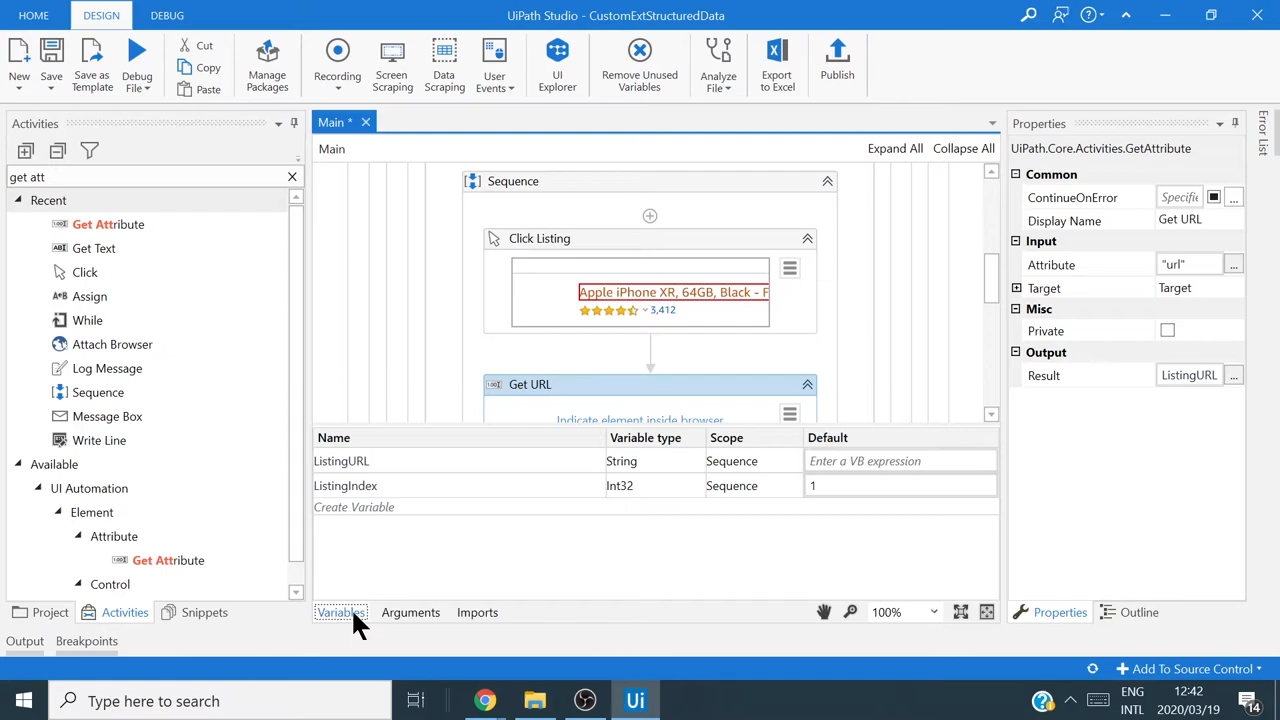 HOME DESIGN DEBUG UiPath Studio - CustomExtStructuredData
New Save Save as Template Debug File Cut Copy Paste Manage Packages Recording Screen Scraping Data Scraping User Events UI Explorer Remove Unused Variables Analyze File Export to Excel Publish
Activities
get att
Recent
Get Attribute
Get Text
Click
Assign
While
Attach Browser
Log Message
Sequence
Message Box
Write Line
Available
UI Automation
Element
Attribute
Get Attribute
Control
Project Activities Snippets
Main *
Main Expand All Collapse All
Sequence
Click Listing
Apple iPhone XR, 64GB, Black - F
3,412
Get URL
Indicate element inside browser
Name Variable type Scope Default
ListingURL String Sequence Enter a VB expression
ListingIndex Int32 Sequence 1
Create Variable
Variables Arguments Imports 100%
Properties
UiPath.Core.Activities.GetAttribute
Common
ContinueOnError Specifie ...
Display Name Get URL
Input
Attribute "url" ...
Target Target
Misc
Private
Output
Result ListingURL ...
Properties Outline
Error List
Output Breakpoints
Add To Source Control
Type here to search
Ui
ENG
INTL
12:42
2020/03/19
14